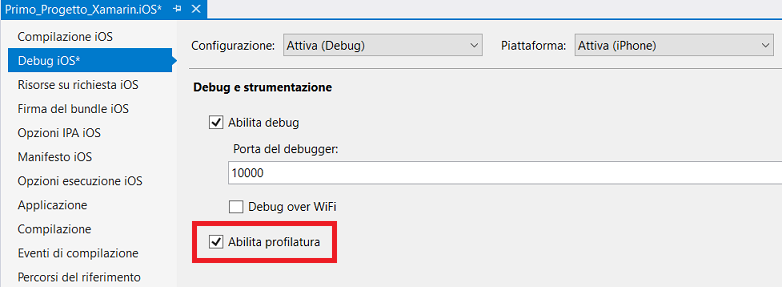 Primo_Progetto_Xamarin.iOS*
Compilazione iOS
Debug iOS*
Risorse su richiesta iOS
Firma del bundle iOS
Opzioni IPA iOS
Manifesto iOS
Opzioni esecuzione iOS
Applicazione
Compilazione
Eventi di compilazione
Percorsi del riferimento
Configurazione: Attiva (Debug) Piattaforma: Attiva (iPhone)
Debug e strumentazione
Abilita debug
Porta del debugger:
10000
Debug over WiFi
Abilita profilatura